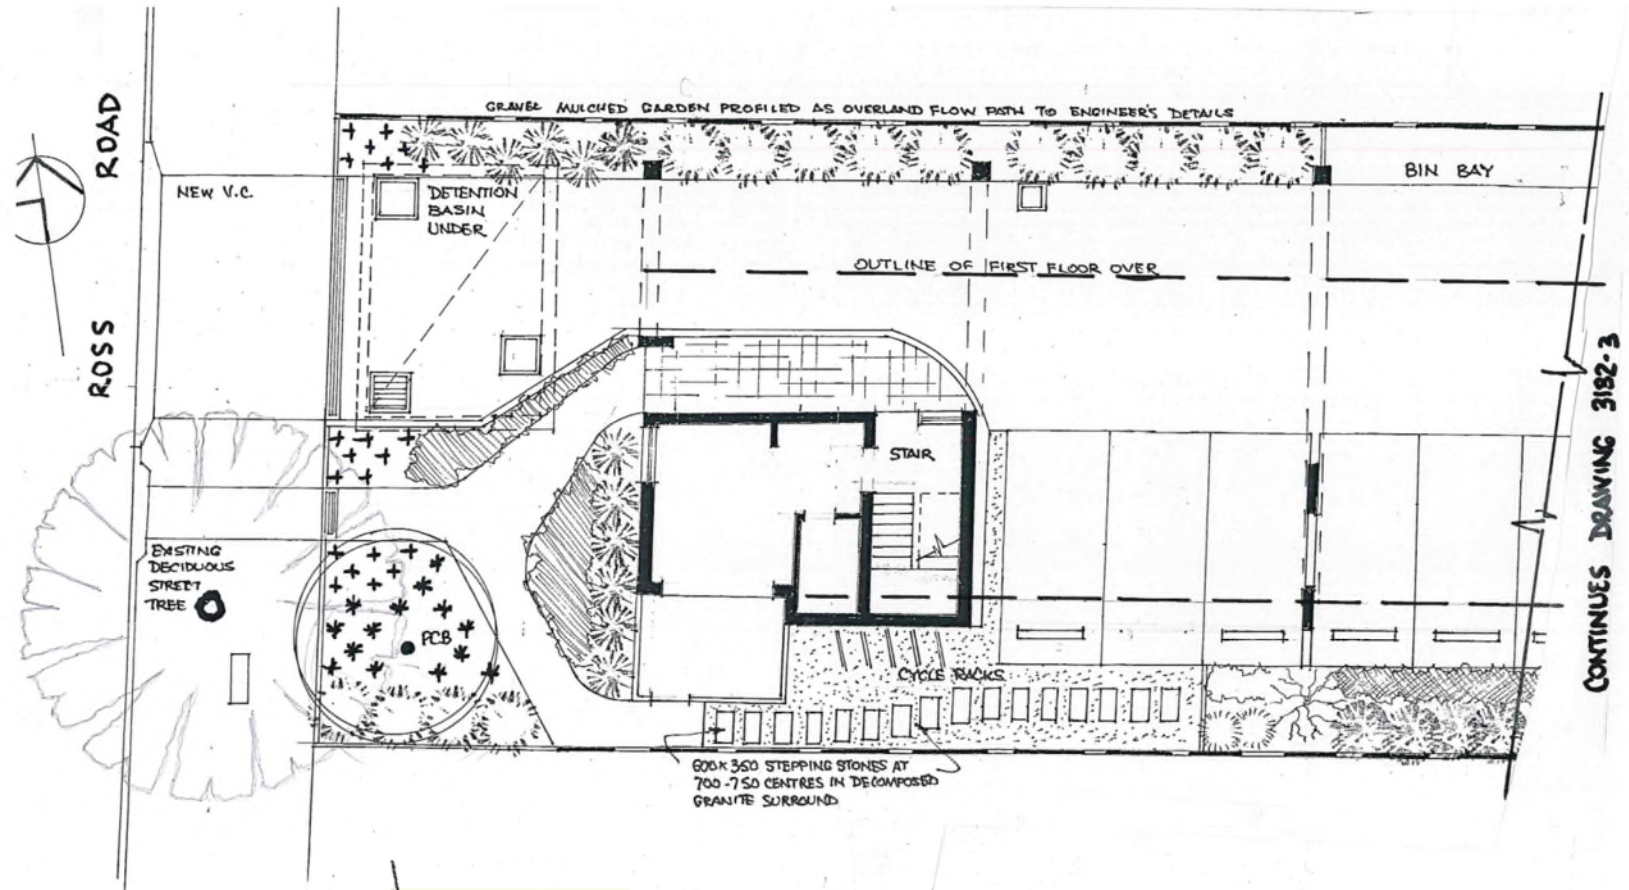 GRAVEL MULCHED GARDEN PROFILED AS OVERLAND FLOW PATH TO ENGINEER'S DETAILS
ROSS ROAD
NEW V.C.
DETENTION
BASIN
UNDER
BIN BAY
OUTLINE OF FIRST FLOOR OVER
STAIR
EXISTING
DECIDUOUS
STREET
TREE
PCB
CYCLE RACKS
600 x 350 STEPPING STONES AT
700-750 CENTRES IN DECOMPOSED
GRANITE SURROUND
CONTINUES DRAWING 3182-3